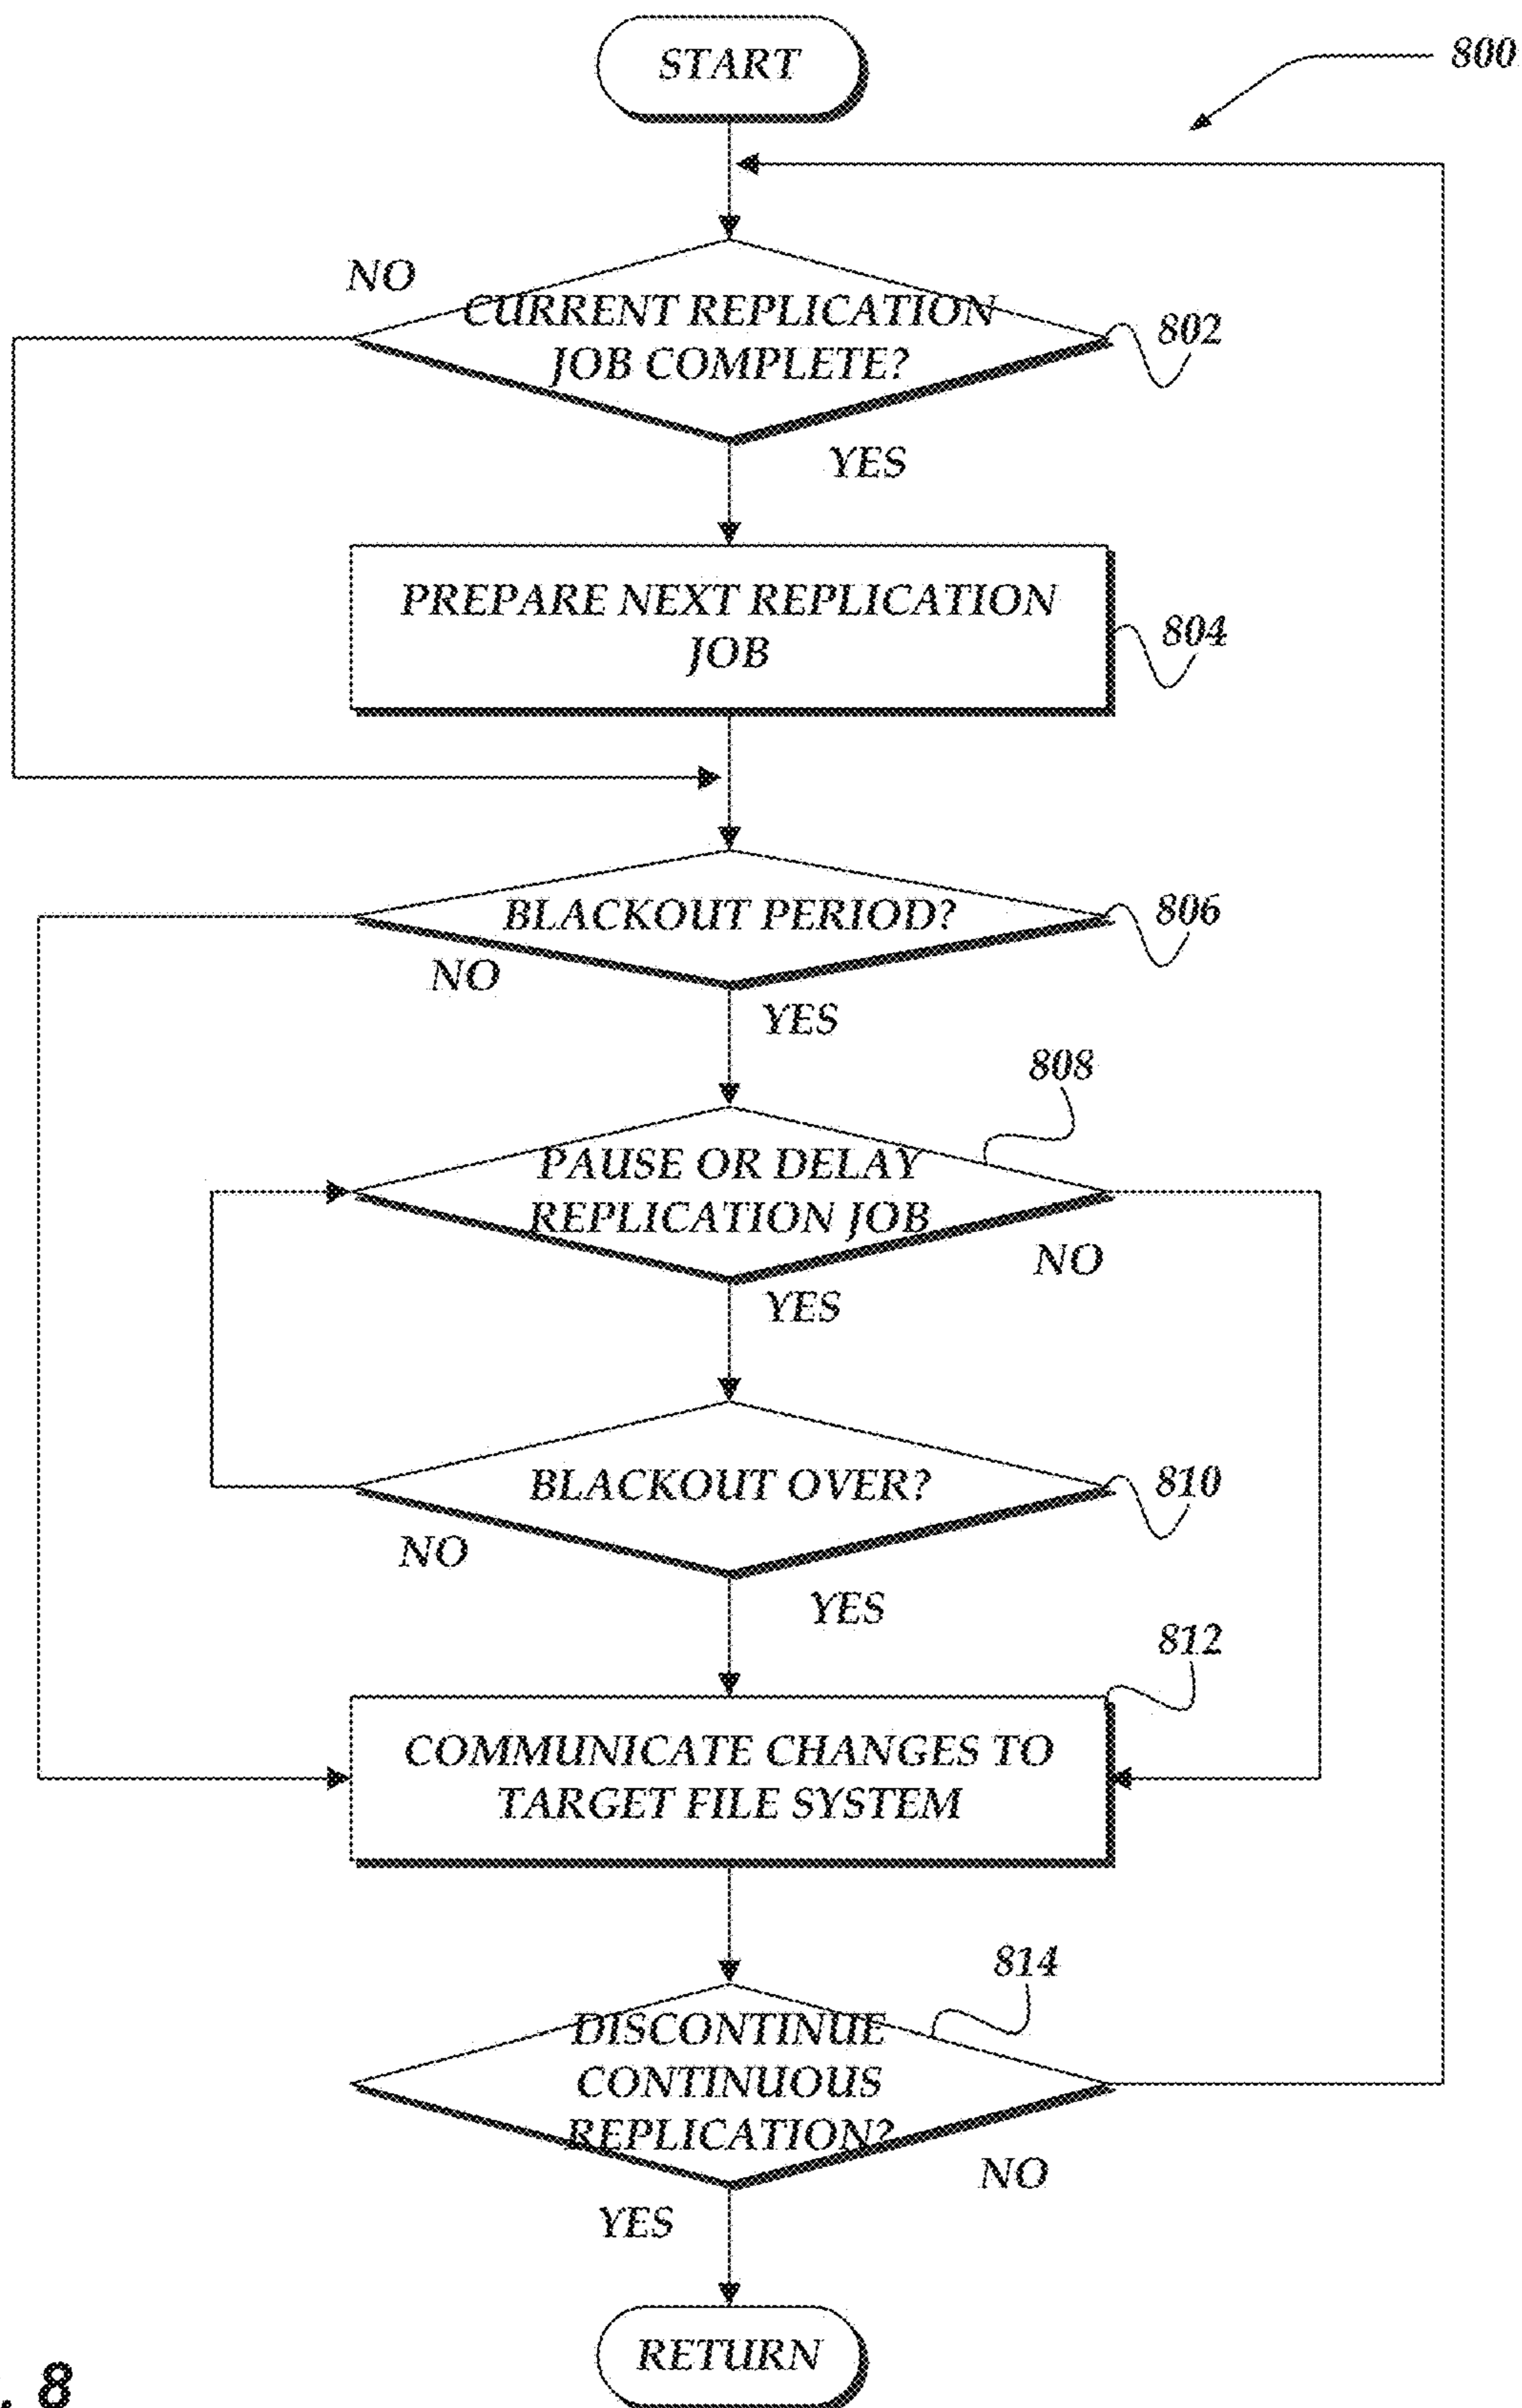 START
800
NO
CURRENT REPLICATION
JOB COMPLETE?
802
YES
PREPARE NEXT REPLICATION
JOB
804
BLACKOUT PERIOD?
806
NO
YES
808
PAUSE OR DELAY
REPLICATION JOB
NO
YES
BLACKOUT OVER?
810
NO
YES
812
COMMUNICATE CHANGES TO
TARGET FILE SYSTEM
814
DISCONTINUE
CONTINUOUS
REPLICATION?
NO
YES
RETURN
. 8